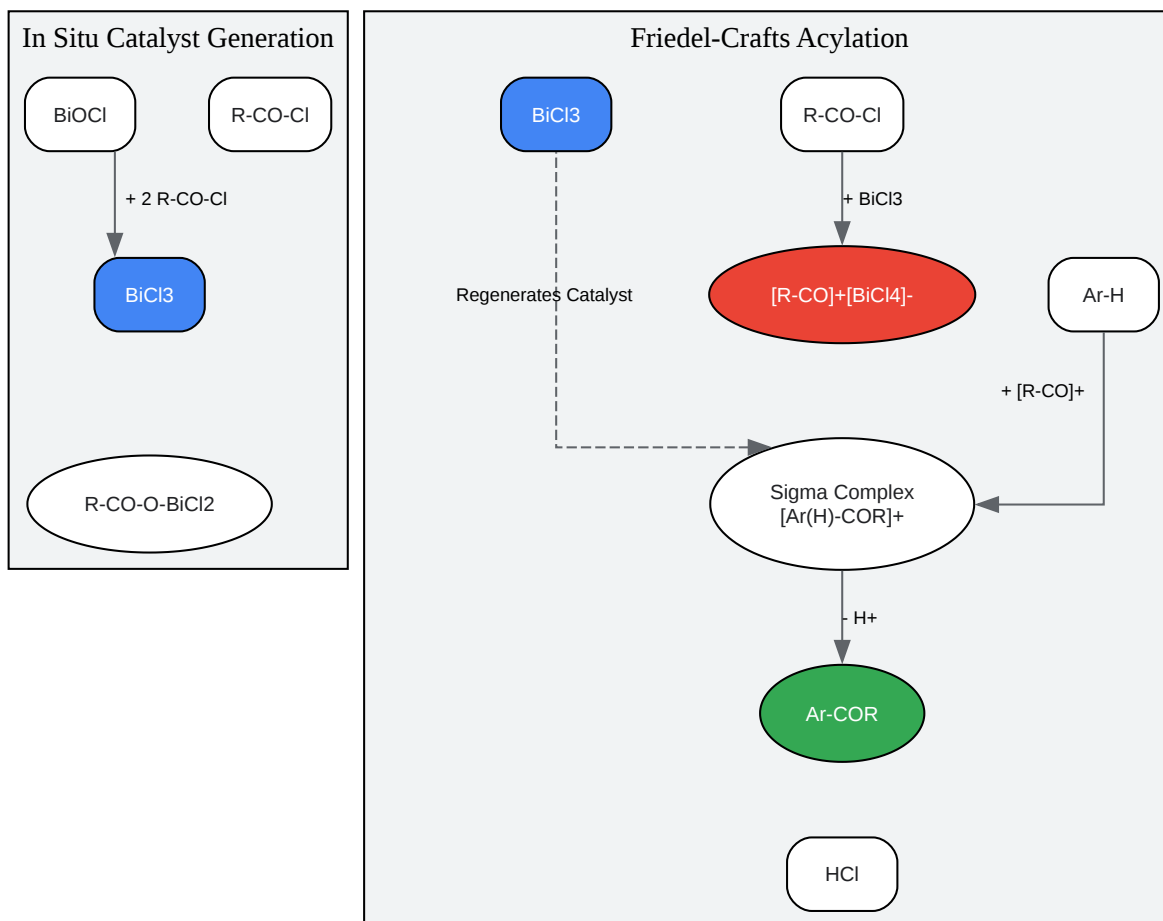 In Situ Catalyst Generation
BiOCl
R-CO-Cl
+ 2 R-CO-Cl
BiCl3
R-CO-O-BiCl2
Friedel-Crafts Acylation
BiCl3
R-CO-Cl
+ BiCl3
Regenerates Catalyst
[R-CO]+[BiCl4]-
Ar-H
+ [R-CO]+
Sigma Complex
[Ar(H)-COR]+
- H+
Ar-COR
HCl